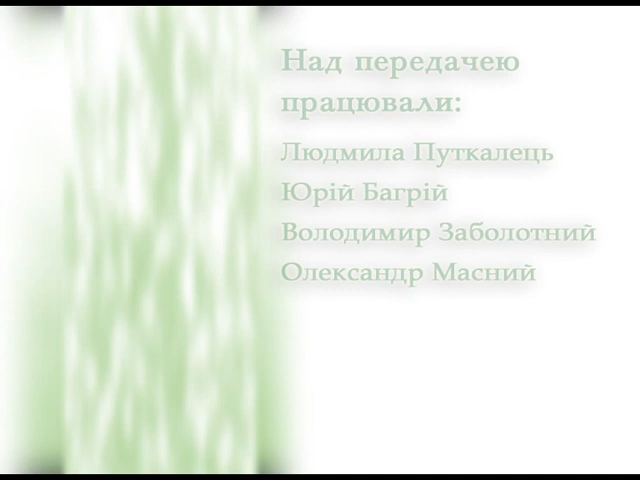 Над передачею
працювали:
Людмила Путкалець
Юрій Багрій
Володимир Заболотний
Олександр Масний